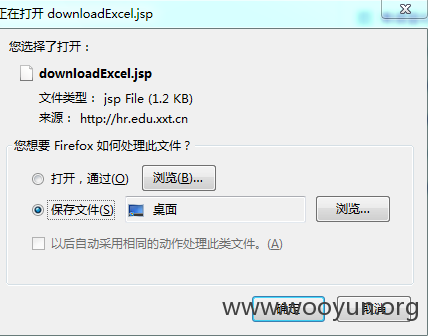 正在打开 downloadExcel.jsp
您选择了打开：
downloadExcel.jsp
文件类型： jsp File (1.2 KB)
来源： http://hr.edu.xxt.cn
您想要 Firefox 如何处理此文件？
打开，通过(O) 浏览(B)...
保存文件(S) 桌面 浏览...
以后自动采用相同的动作处理此类文件。(A)
确定 取消
www.wooyun.org